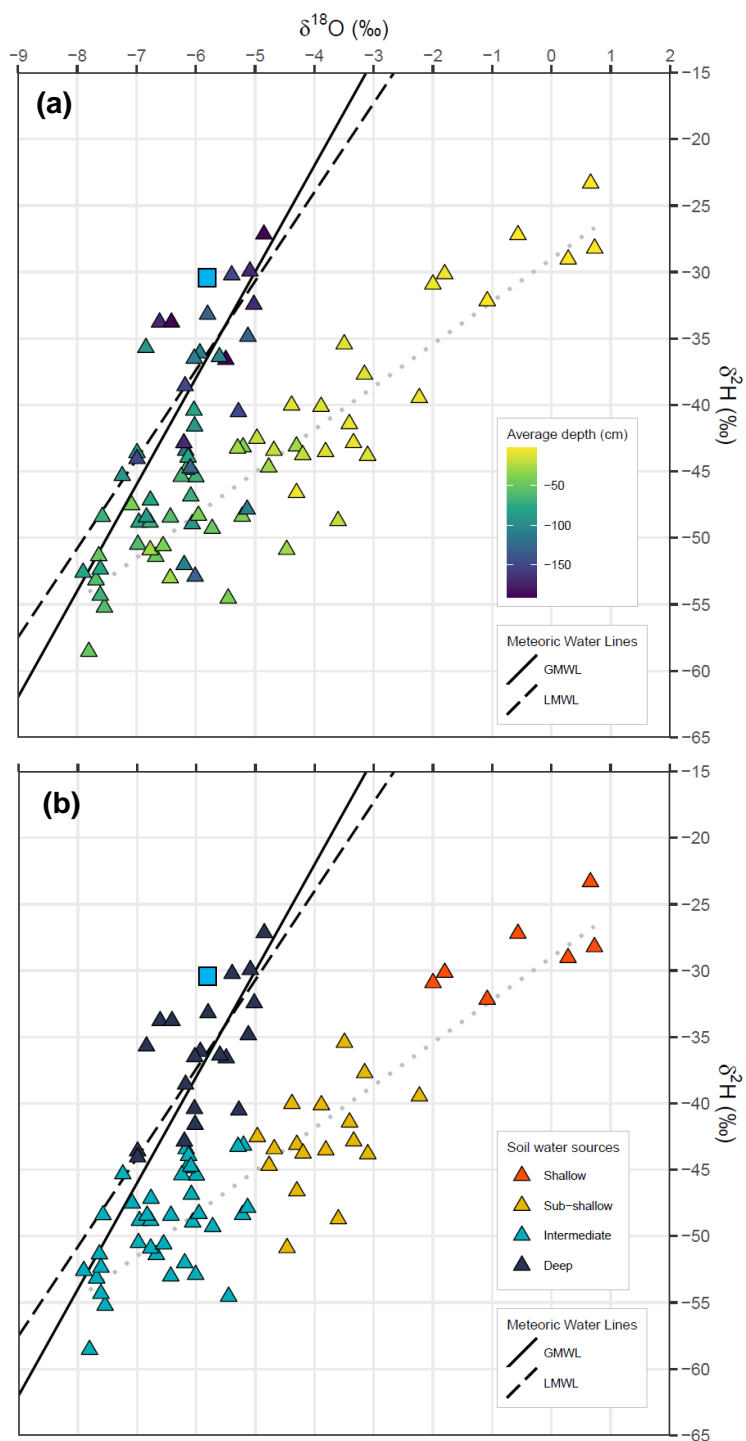 δ¹⁸O (‰)
−9 −8 −7 −6 −5 −4 −3 −2 −1 0 1 2
(a)
−15
−20
−25
−30
−35
−40
−45
−50
−55
−60
−65
δ²H (‰)
Average depth (cm)
−50
−100
−150
Meteoric Water Lines
GMWL
LMWL
(b)
−15
−20
−25
−30
−35
−40
−45
−50
−55
−60
−65
δ²H (‰)
Soil water sources
Shallow
Sub−shallow
Intermediate
Deep
Meteoric Water Lines
GMWL
LMWL